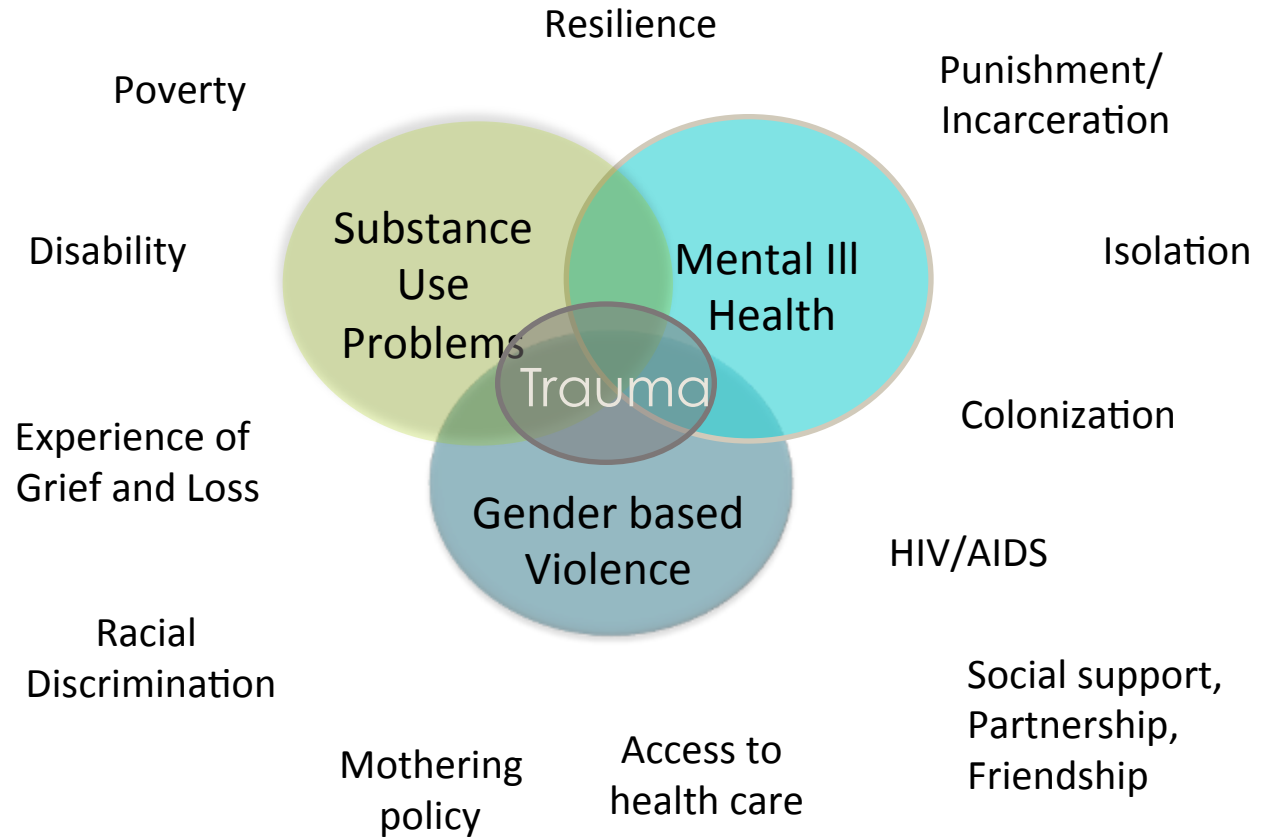 Resilience
Poverty
Punishment/
Incarceration
Substance
Use
Problems
Mental Ill
Health
Disability
Isolation
Trauma
Experience of
Grief and Loss
Colonization
Gender based
Violence
HIV/AIDS
Racial
Discrimination
Social support,
Partnership,
Friendship
Mothering
policy
Access to
health care